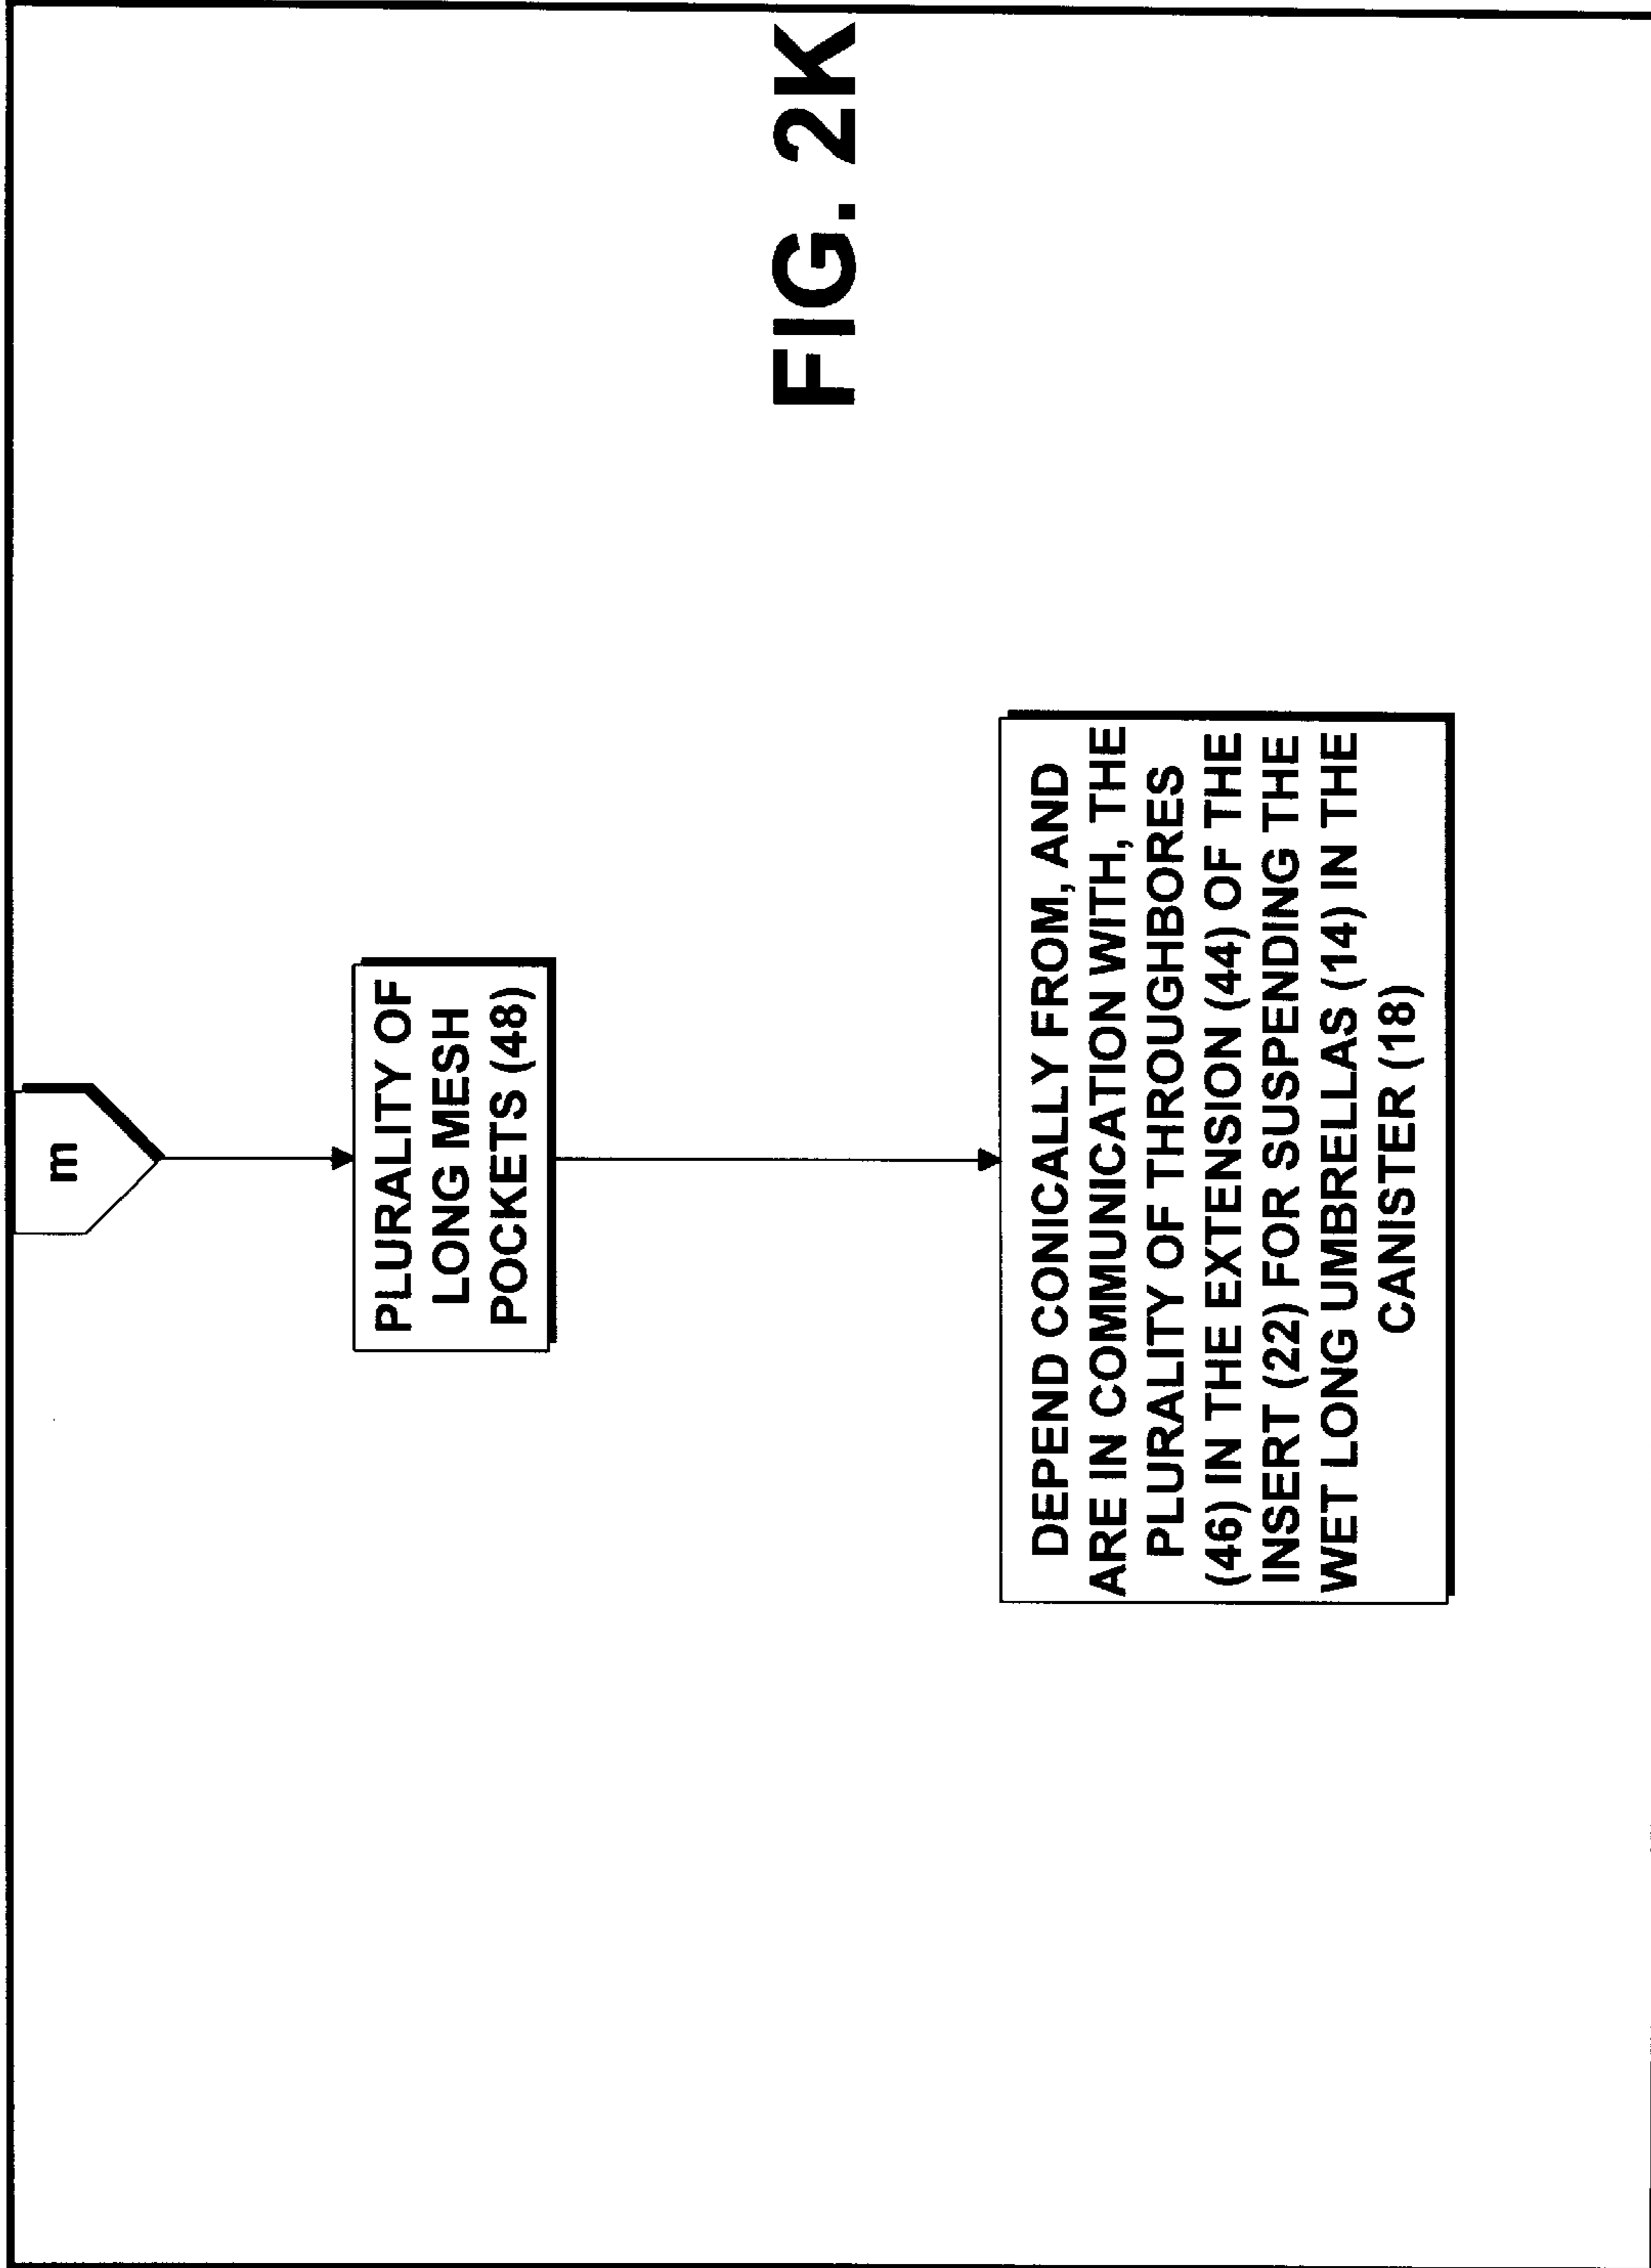 m
PLURALITY OF
LONG MESH
POCKETS (48)
DEPEND CONICALLY FROM, AND
ARE IN COMMUNICATION WITH, THE
PLURALITY OF THROUGHBORES
(46) IN THE EXTENSION (44) OF THE
INSERT (22) FOR SUSPENDING THE
WET LONG UMBRELLAS (14) IN THE
CANISTER (18)
FIG. 2K